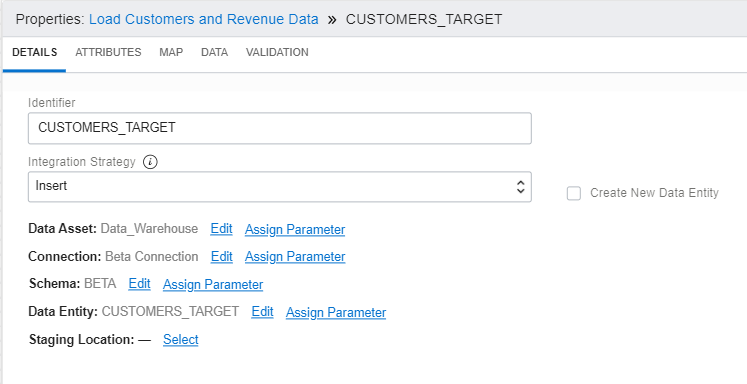 Properties: Load Customers and Revenue Data » CUSTOMERS_TARGET
DETAILS ATTRIBUTES MAP DATA VALIDATION
Identifier
CUSTOMERS_TARGET
Integration Strategy i
Insert
Create New Data Entity
Data Asset: Data_Warehouse Edit Assign Parameter
Connection: Beta Connection Edit Assign Parameter
Schema: BETA Edit Assign Parameter
Data Entity: CUSTOMERS_TARGET Edit Assign Parameter
Staging Location: — Select